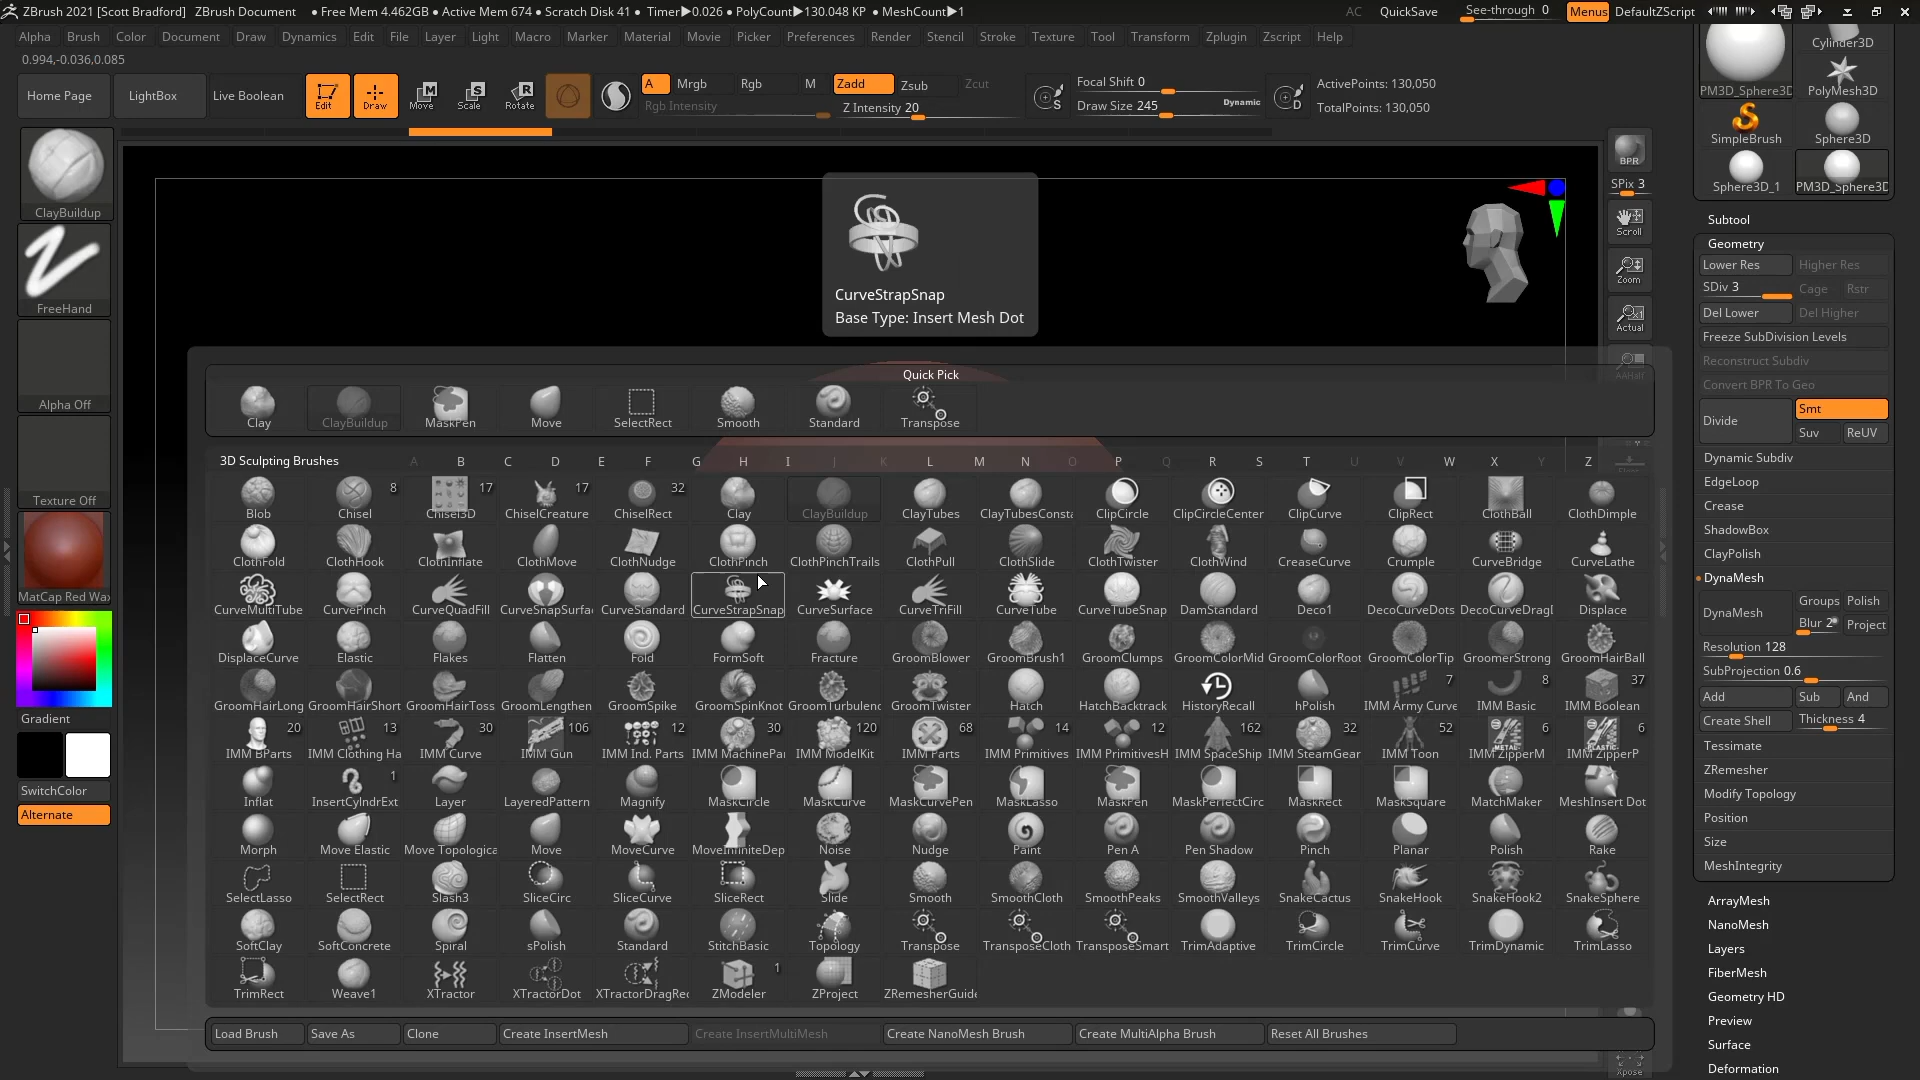 ZBrush 2021 [Scott Bradford] ZBrush Document ● Free Mem 4.462GB ● Active Mem 674 ● Scratch Disk 41 ● Timer▶0.026 ● PolyCount▶130.048 KP ● MeshCount▶1 AC QuickSave See-through 0 Menus DefaultZScript
Alpha Brush Color Document Draw Dynamics Edit File Layer Light Macro Marker Material Movie Picker Preferences Render Stencil Stroke Texture Tool Transform Zplugin Zscript Help
0.994,-0.036,0.085
Home Page LightBox Live Boolean Edit Draw Move Scale Rotate A Mrgb Rgb M Zadd Zsub Zcut
Rgb Intensity Z Intensity 20
S Focal Shift 0
Draw Size 245 Dynamic D
ActivePoints: 130,050
TotalPoints: 130,050
ClayBuildup
FreeHand
Alpha Off
Texture Off
MatCap Red Wax
Gradient
SwitchColor
Alternate
CurveStrapSnap
Base Type: Insert Mesh Dot
Quick Pick
Clay ClayBuildup MaskPen Move SelectRect Smooth Standard Transpose
3D Sculpting Brushes A B C D E F G H I J K L M N O P Q R S T U V W X Y Z
8 17 17 32
Blob Chisel Chisel3D ChiselCreature ChiselRect Clay ClayBuildup ClayTubes ClayTubesConsta ClipCircle ClipCircleCenter ClipCurve ClipRect ClothBall ClothDimple
ClothFold ClothHook ClothInflate ClothMove ClothNudge ClothPinch ClothPinchTrails ClothPull ClothSlide ClothTwister ClothWind CreaseCurve Crumple CurveBridge CurveLathe
CurveMultiTube CurvePinch CurveQuadFill CurveSnapSurfa CurveStandard CurveStrapSnap CurveSurface CurveTriFill CurveTube CurveTubeSnap DamStandard Deco1 DecoCurveDots DecoCurveDragl Displace
DisplaceCurve Elastic Flakes Flatten Fold FormSoft Fracture GroomBlower GroomBrush1 GroomClumps GroomColorMid GroomColorRoot GroomColorTip GroomerStrong GroomHairBall
7 8 37
GroomHairLong GroomHairShort GroomHairToss GroomLengthen GroomSpike GroomSpinKnot GroomTurbulenc GroomTwister Hatch HatchBacktrack HistoryRecall hPolish IMM Army Curve IMM Basic IMM Boolean
20 13 30 106 12 30 120 68 14 12 162 32 52 6 6
IMM BParts IMM Clothing Ha IMM Curve IMM Gun IMM Ind. Parts IMM MachinePar IMM ModelKit IMM Parts IMM Primitives IMM PrimitivesH IMM SpaceShip IMM SteamGear IMM Toon IMM ZipperM IMM ZipperP
1
Inflat InsertCylndrExt Layer LayeredPattern Magnify MaskCircle MaskCurve MaskCurvePen MaskLasso MaskPen MaskPerfectCirc MaskRect MaskSquare MatchMaker MeshInsert Dot
Morph Move Elastic Move Topologica Move MoveCurve MoveInfiniteDep Noise Nudge Paint Pen A Pen Shadow Pinch Planar Polish Rake
SelectLasso SelectRect Slash3 SliceCirc SliceCurve SliceRect Slide Smooth SmoothCloth SmoothPeaks SmoothValleys SnakeCactus SnakeHook SnakeHook2 SnakeSphere
SoftClay SoftConcrete Spiral sPolish Standard StitchBasic Topology Transpose TransposeCloth TransposeSmart TrimAdaptive TrimCircle TrimCurve TrimDynamic TrimLasso
1
TrimRect Weave1 XTractor XTractorDot XTractorDragRec ZModeler ZProject ZRemesherGuide
Load Brush Save As Clone Create InsertMesh Create InsertMultiMesh Create NanoMesh Brush Create MultiAlpha Brush Reset All Brushes
BPR
SPix 3
Scroll
Zoom
Actual
AAHalf
Xpose
Cylinder3D
PM3D_Sphere3D PolyMesh3D
SimpleBrush Sphere3D
Sphere3D_1 PM3D_Sphere3D
Subtool
Geometry
Lower Res Higher Res
SDiv 3 Cage Rstr
Del Lower Del Higher
Freeze SubDivision Levels
Reconstruct Subdiv
Convert BPR To Geo
Divide Smt
Suv ReUV
Dynamic Subdiv
EdgeLoop
Crease
ShadowBox
ClayPolish
DynaMesh
DynaMesh Groups Polish
Blur 2 Project
Resolution 128
SubProjection 0.6
Add Sub And
Create Shell Thickness 4
Tessimate
ZRemesher
Modify Topology
Position
Size
MeshIntegrity
ArrayMesh
NanoMesh
Layers
FiberMesh
Geometry HD
Preview
Surface
Deformation